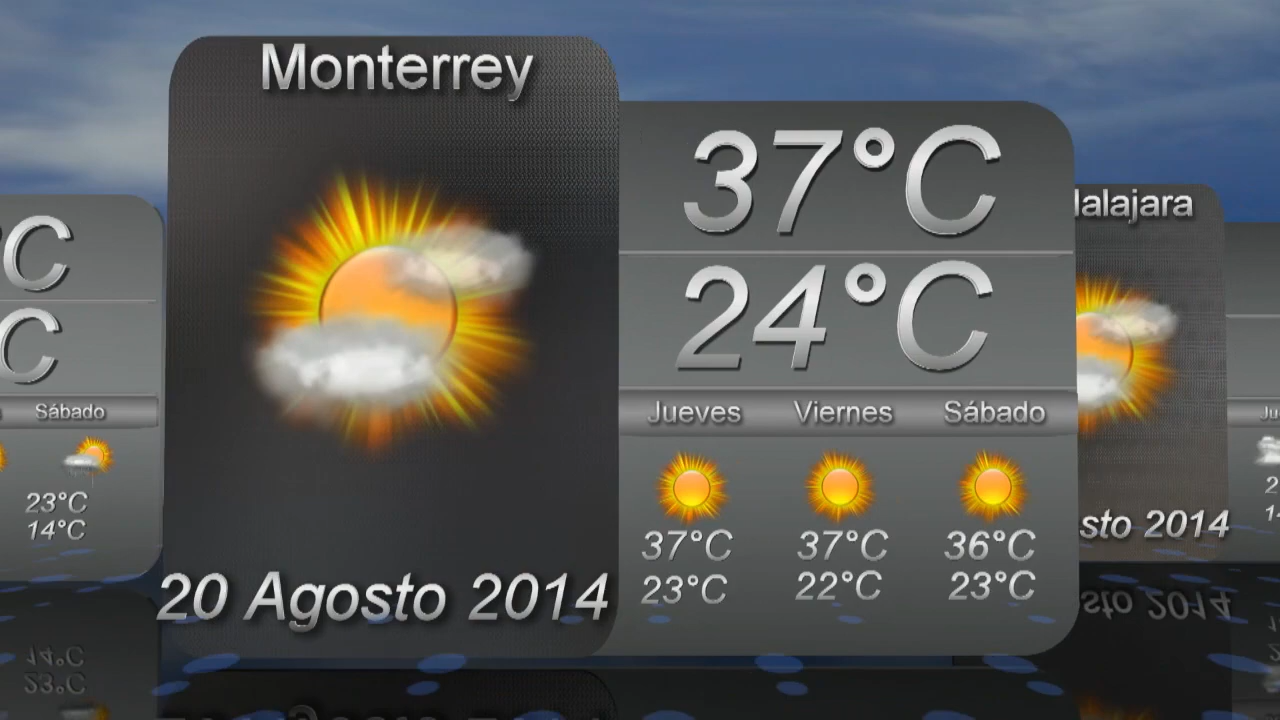 Monterrey
37°C
24°C
Jueves Viernes Sábado
37°C 37°C 36°C
23°C 22°C 23°C
20 Agosto 2014
°C
C
Sábado
23°C
14°C
2014